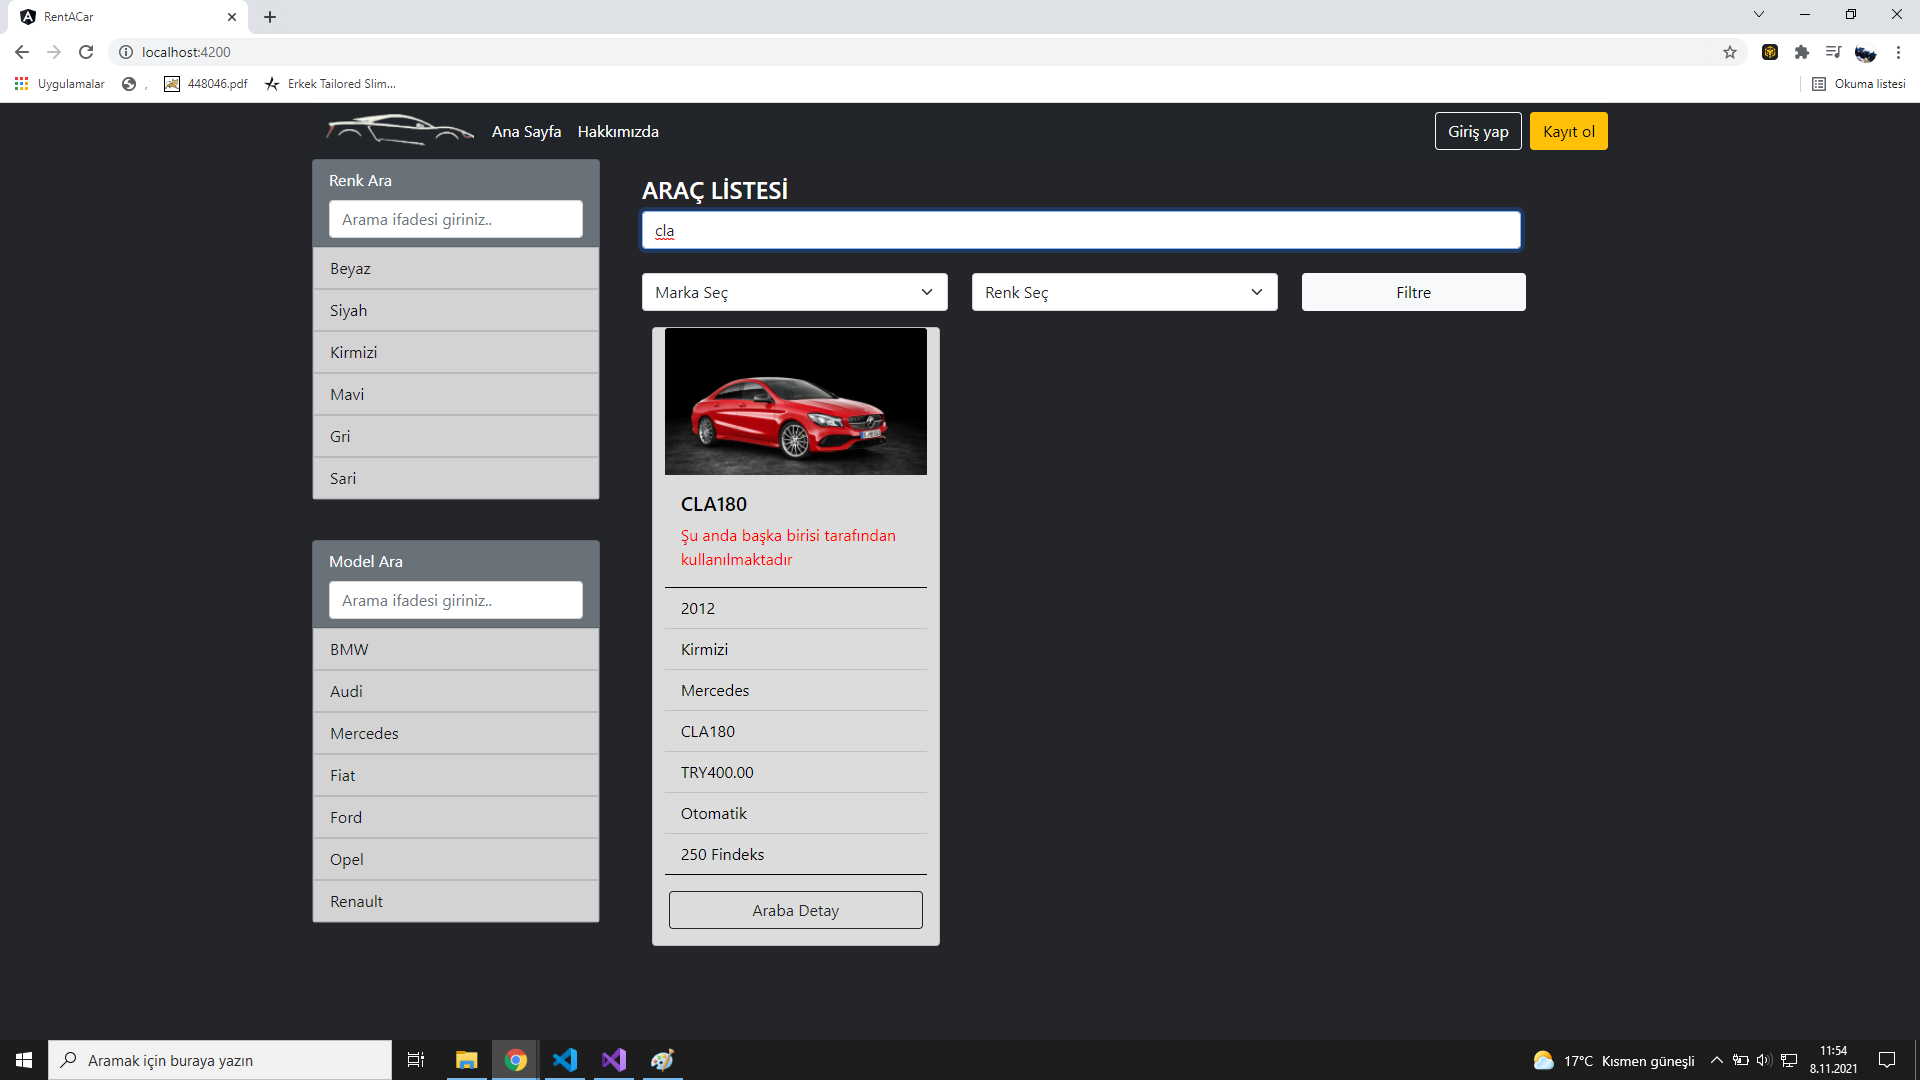 RentACar
localhost:4200
Uygulamalar
,
448046.pdf
Erkek Tailored Slim...
Okuma listesi
Ana Sayfa
Hakkımızda
Giriş yap
Kayıt ol
Renk Ara
Arama ifadesi giriniz..
Beyaz
Siyah
Kirmizi
Mavi
Gri
Sari
Model Ara
Arama ifadesi giriniz..
BMW
Audi
Mercedes
Fiat
Ford
Opel
Renault
ARAÇ LİSTESİ
cla
Marka Seç
Renk Seç
Filtre
CLA180
Şu anda başka birisi tarafından
kullanılmaktadır
2012
Kirmizi
Mercedes
CLA180
TRY400.00
Otomatik
250 Findeks
Araba Detay
Aramak için buraya yazın
17°C Kısmen güneşli
11:54
8.11.2021